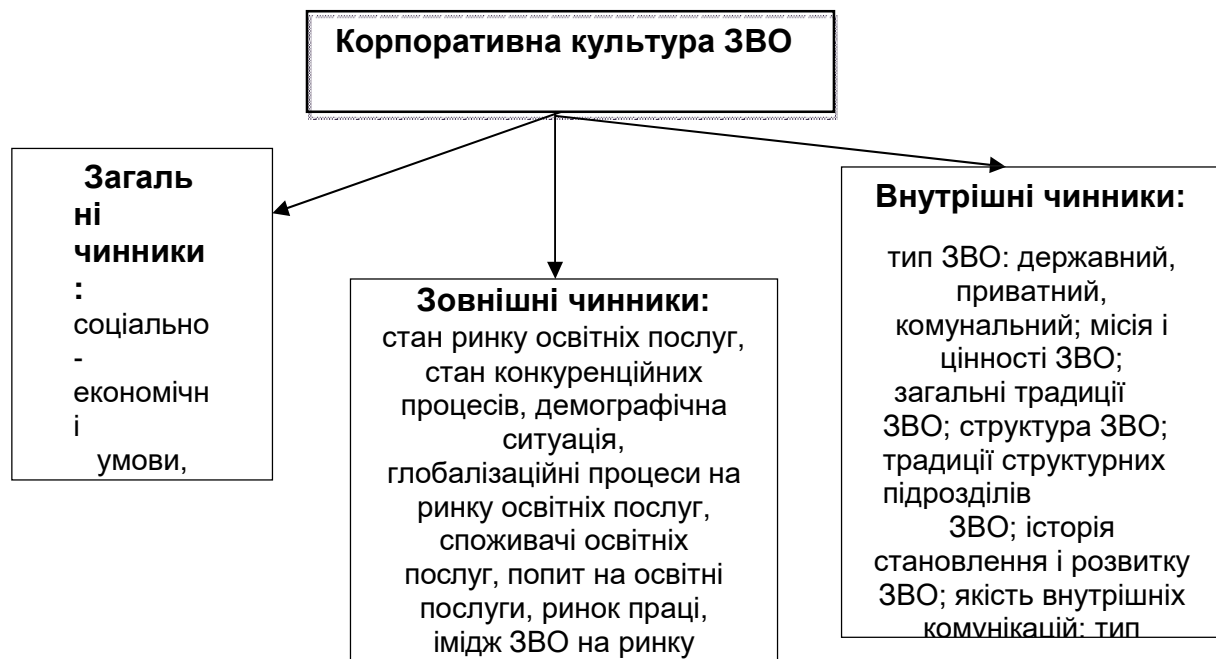 Корпоративна культура ЗВО
Загаль
ні
чинники
:
соціально
-
економічн
і
умови,
Зовнішні чинники:
стан ринку освітніх послуг,
стан конкуренційних
процесів, демографічна
ситуація,
глобалізаційні процеси на
ринку освітніх послуг,
споживачі освітніх
послуг, попит на освітні
послуги, ринок праці,
імідж ЗВО на ринку
Внутрішні чинники:
тип ЗВО: державний,
приватний,
комунальний; місія і
цінності ЗВО;
загальні традиції
ЗВО; структура ЗВО;
традиції структурних
підрозділів
ЗВО; історія
становлення і розвитку
ЗВО; якість внутрішніх
комунікацій; тип